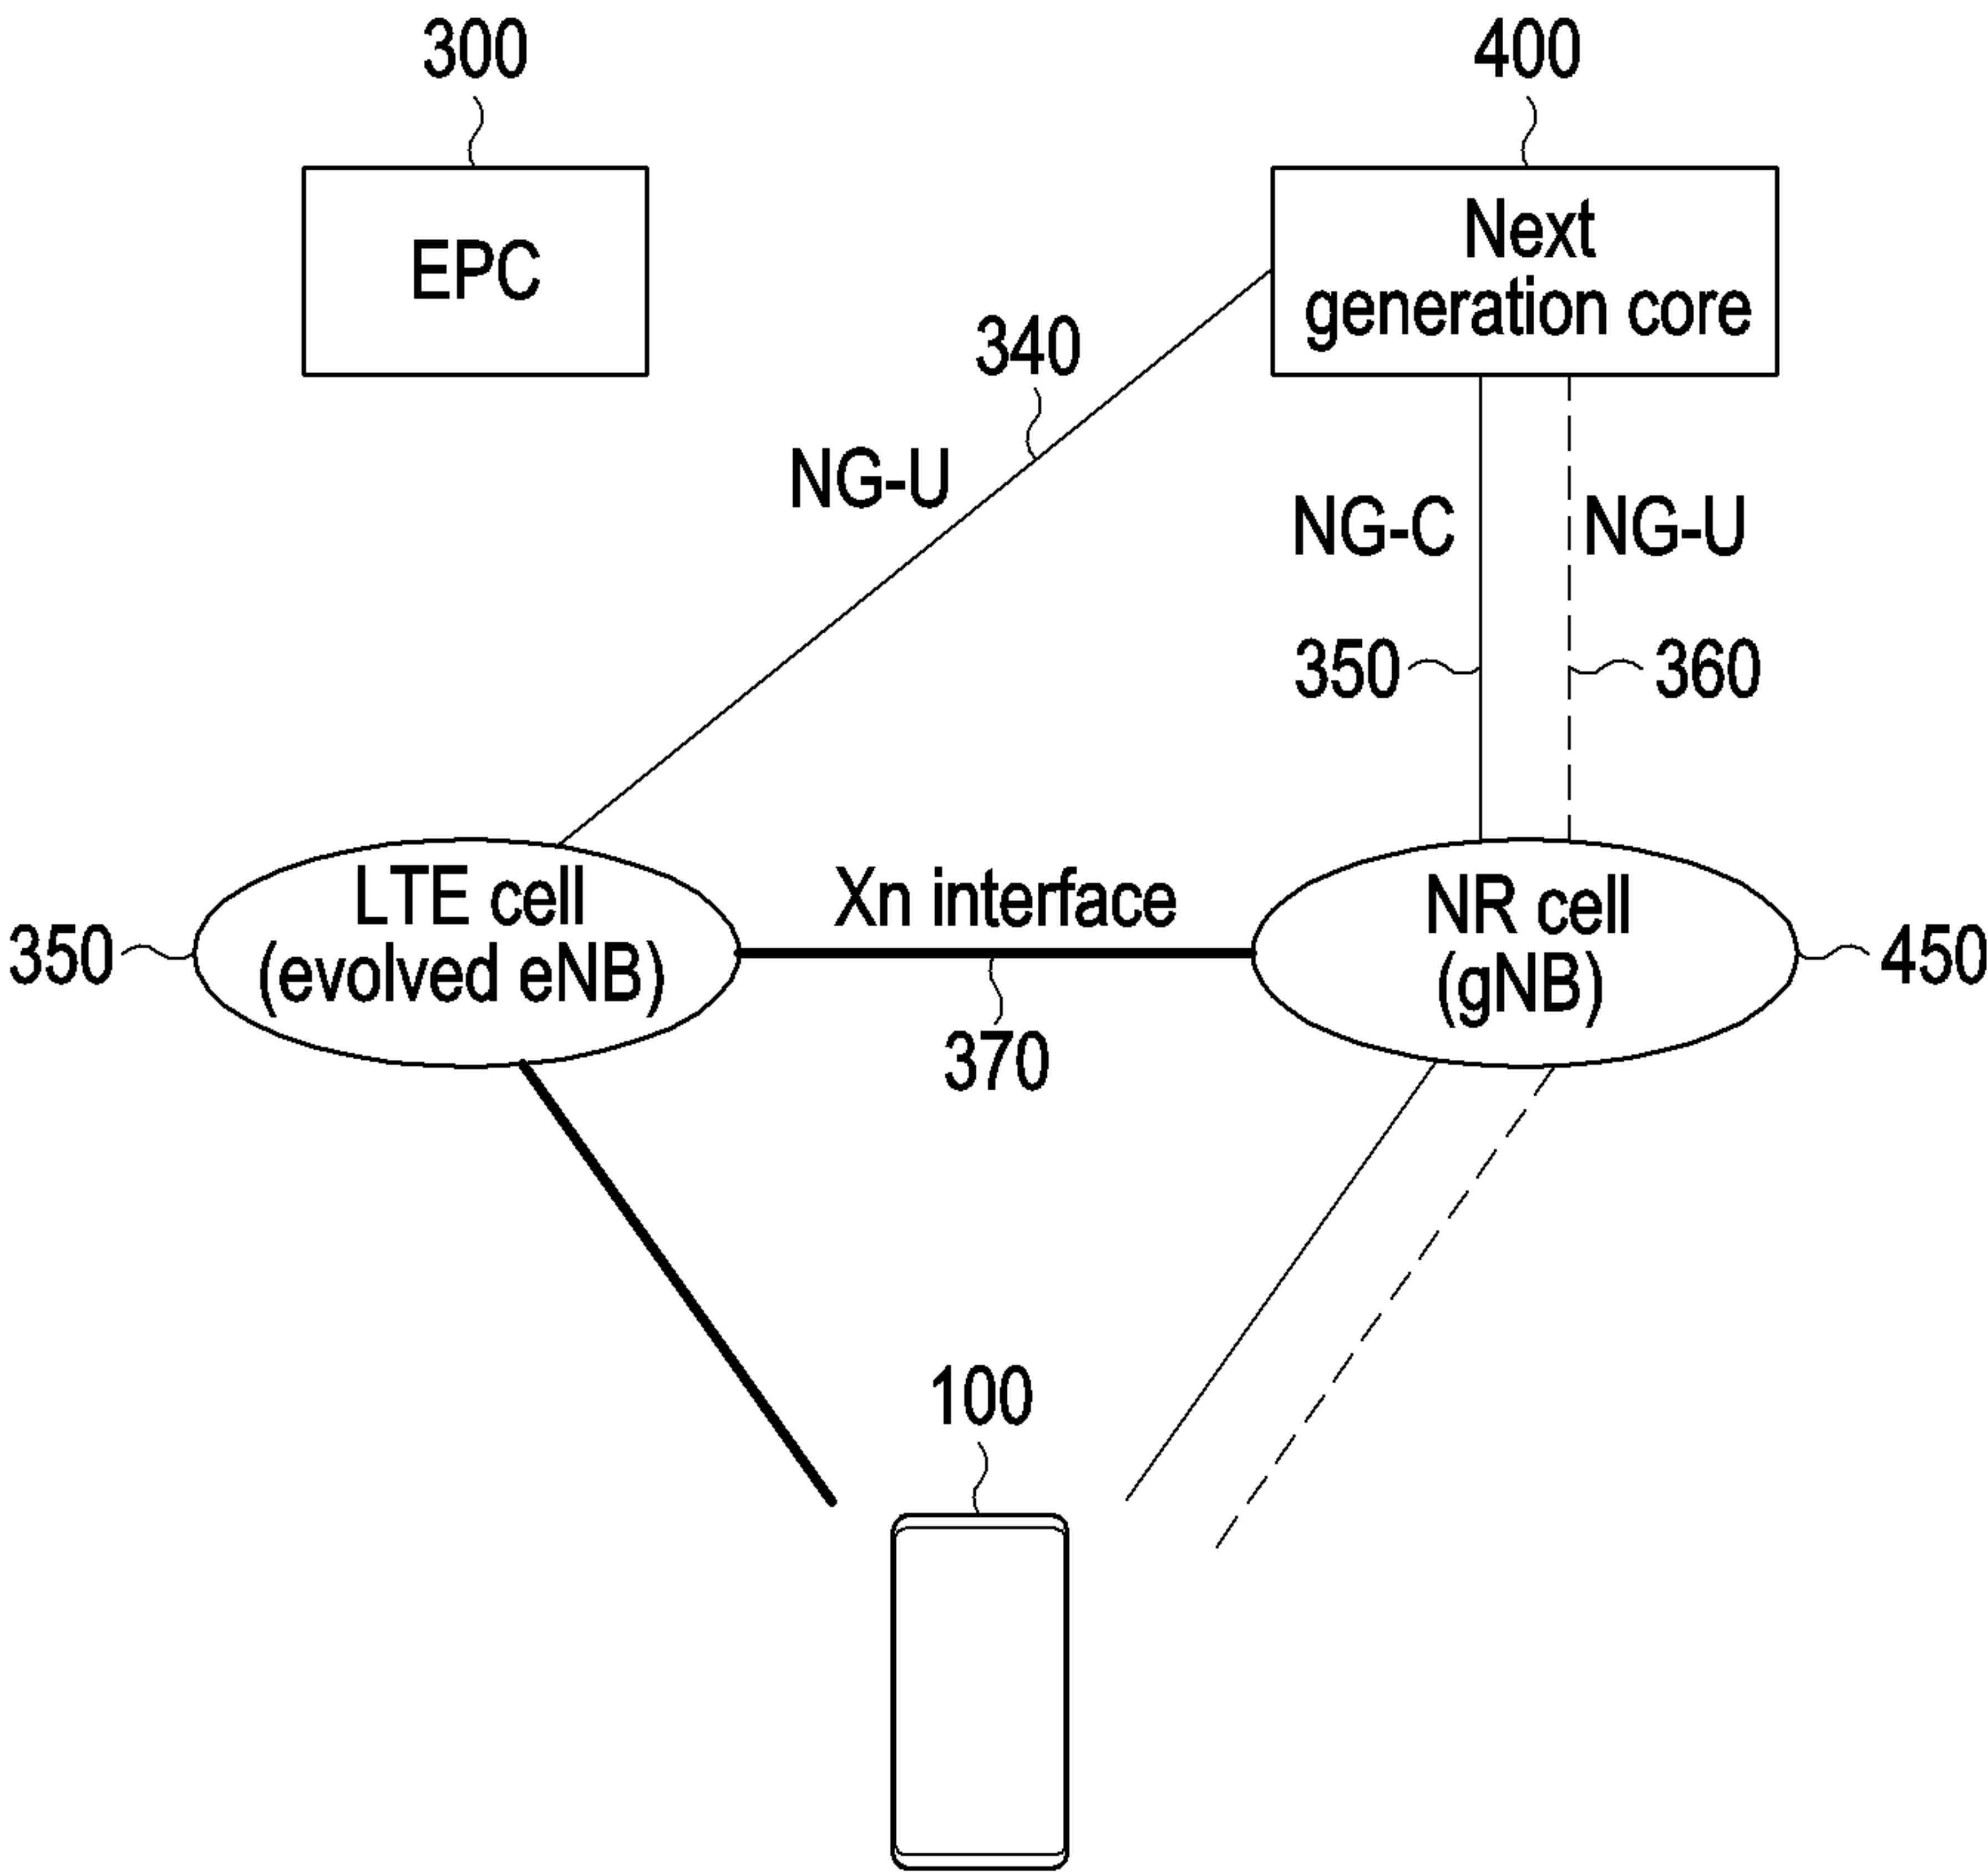 300
400
EPC
Next
generation core
340
NG-U
NG-C
NG-U
350
360
LTE cell
(evolved eNB)
350
Xn interface
370
NR cell
(gNB)
450
100